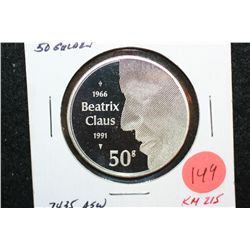 50 Gulden
1966
Beatrix
Claus
1991
50g
149
.7435 ASW
KM 215